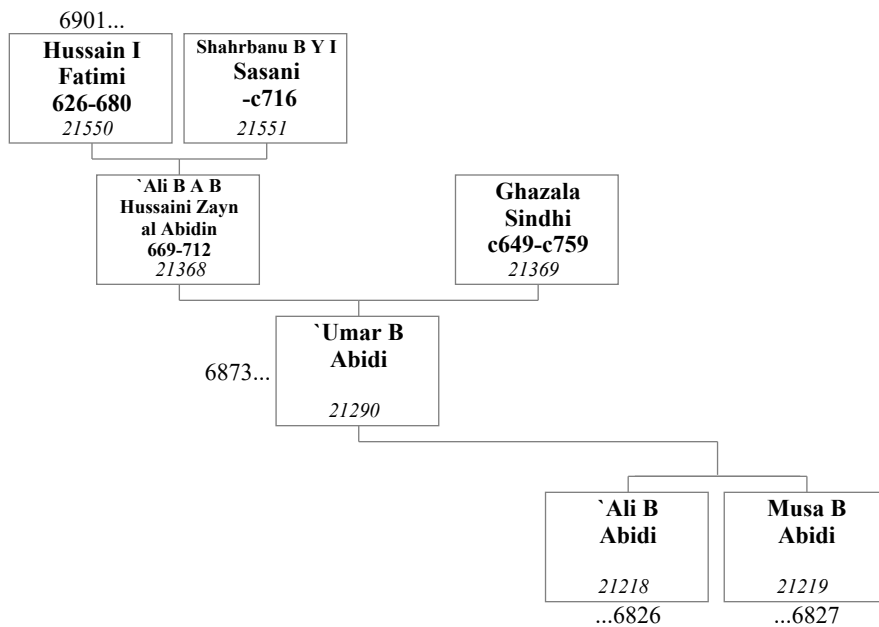 6901...
Hussain I
Fatimi
626-680
21550
Shahrbanu B Y I
Sasani
-c716
21551
`Ali B A B
Hussaini Zayn
al Abidin
669-712
21368
Ghazala
Sindhi
c649-c759
21369
6873...
`Umar B
Abidi
21290
`Ali B
Abidi
21218
...6826
Musa B
Abidi
21219
...6827